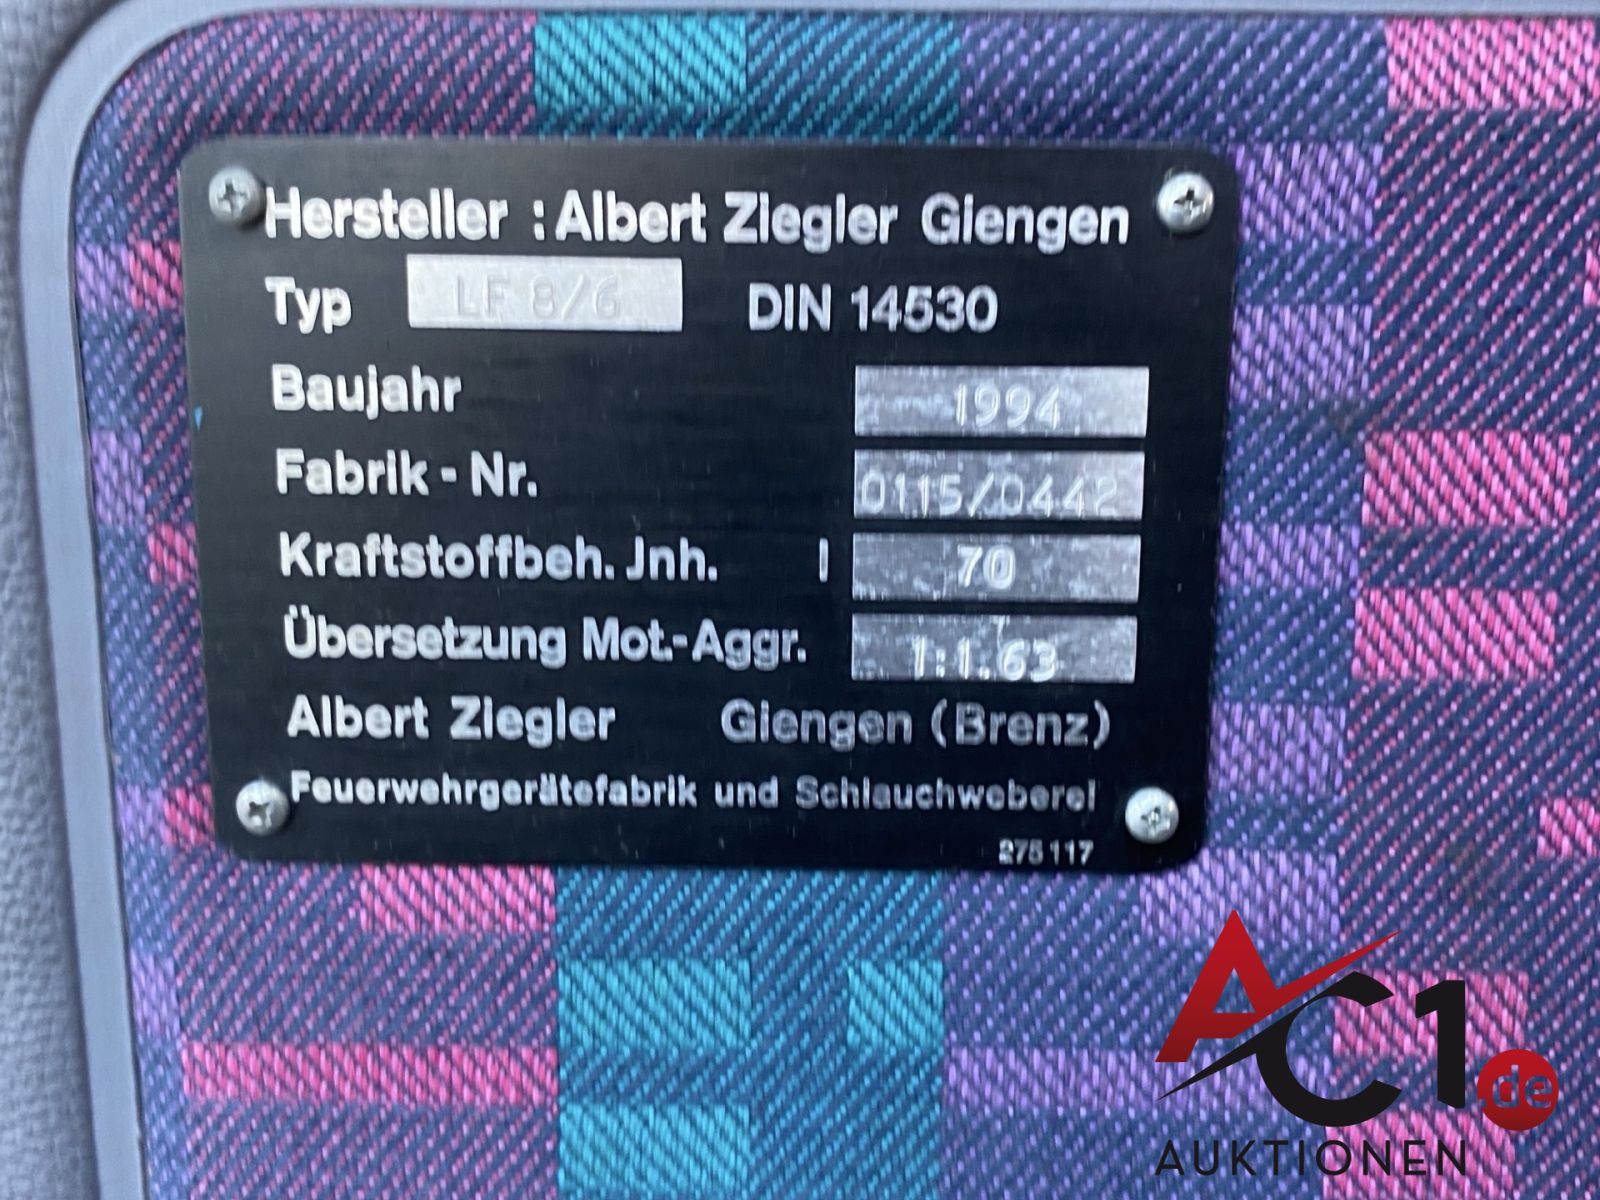 Hersteller : Albert Ziegler Giengen
Typ LF 8/6 DIN 14530
Baujahr 1994
Fabrik - Nr. 0115/0442
Kraftstoffbeh. Jnh. l 70
Übersetzung Mot.-Aggr. 1:1.63
Albert Ziegler Giengen (Brenz)
Feuerwehrgerätefabrik und Schlauchweberei
275 117
AC1.de
AUKTIONEN